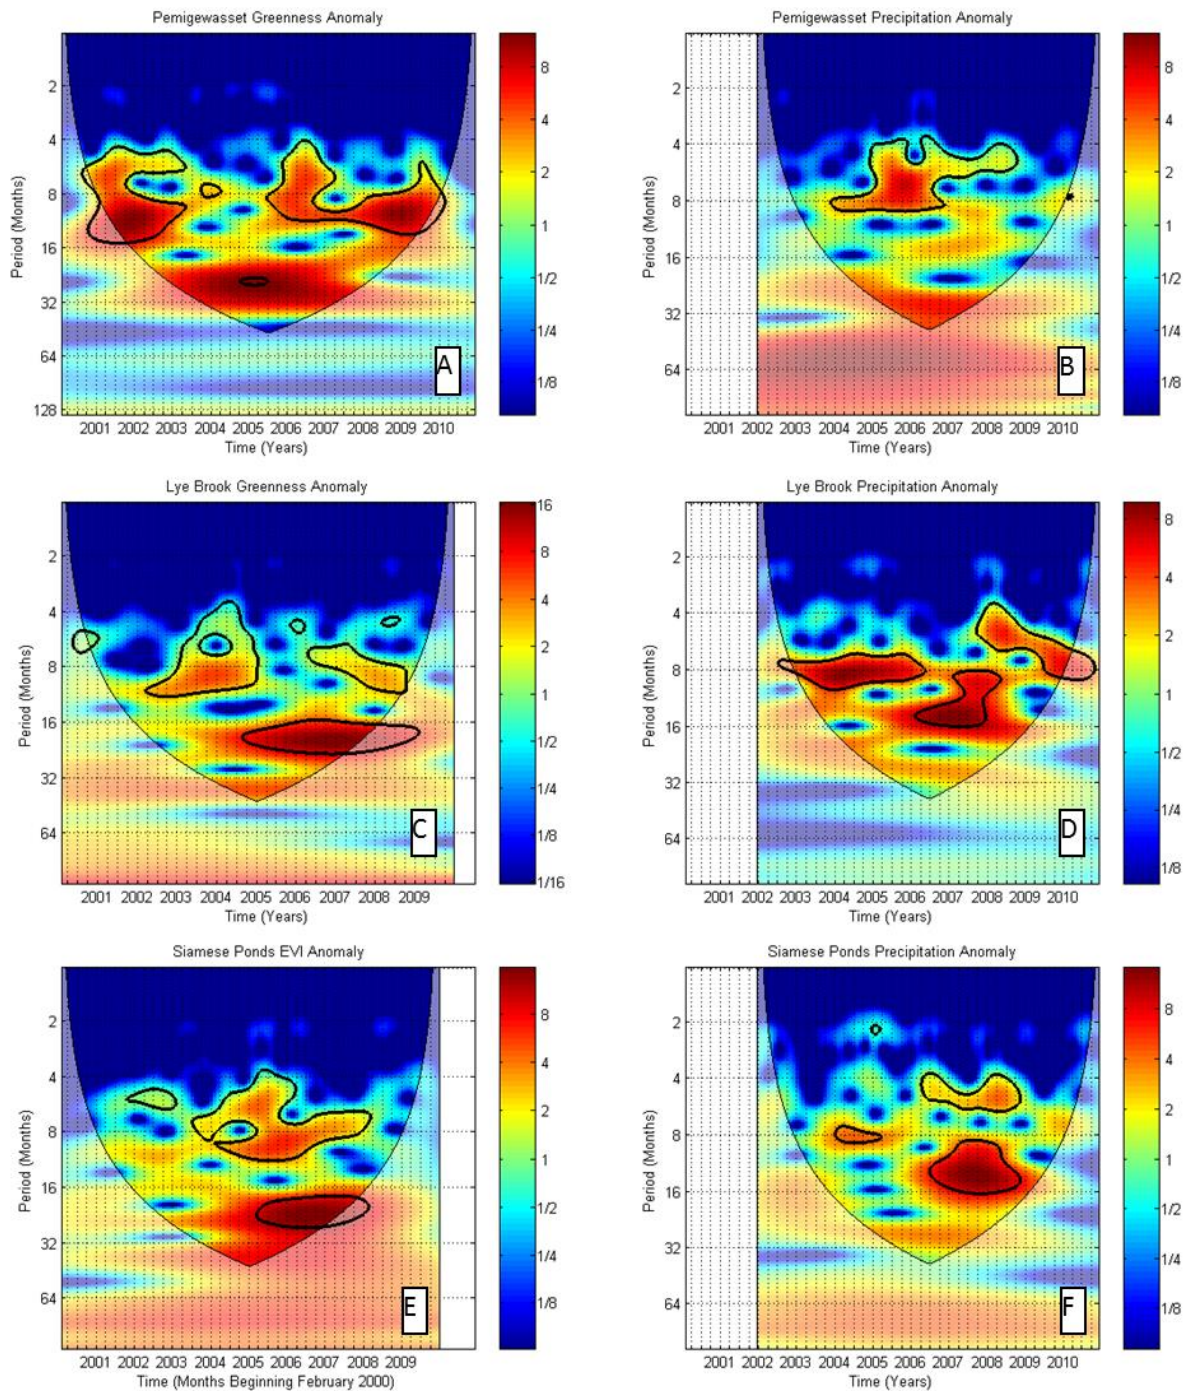 Pemigewasset Greenness Anomaly
2
4
8
16
32
64
128
Period (Months)
2001 2002 2003 2004 2005 2006 2007 2008 2009 2010
Time (Years)
8
4
2
1
1/2
1/4
1/8
A
Pemigewasset Precipitation Anomaly
2
4
8
16
32
64
Period (Months)
2001 2002 2003 2004 2005 2006 2007 2008 2009 2010
Time (Years)
8
4
2
1
1/2
1/4
1/8
B
Lye Brook Greenness Anomaly
2
4
8
16
32
64
Period (Months)
2001 2002 2003 2004 2005 2006 2007 2008 2009
Time (Years)
16
8
4
2
1
1/2
1/4
1/8
1/16
C
Lye Brook Precipitation Anomaly
2
4
8
16
32
64
Period (Months)
2001 2002 2003 2004 2005 2006 2007 2008 2009 2010
Time (Years)
8
4
2
1
1/2
1/4
1/8
D
Siamese Ponds EVI Anomaly
2
4
8
16
32
64
Period (Months)
2001 2002 2003 2004 2005 2006 2007 2008 2009
Time (Months Beginning February 2000)
8
4
2
1
1/2
1/4
1/8
E
Siamese Ponds Precipitation Anomaly
2
4
8
16
32
64
Period (Months)
2001 2002 2003 2004 2005 2006 2007 2008 2009 2010
Time (Years)
8
4
2
1
1/2
1/4
1/8
F